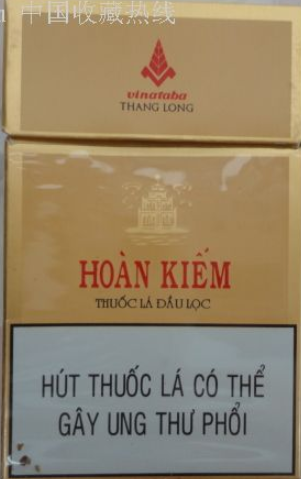 中国收藏热线
vinataba
THANG LONG
HOÀN KIẾM
THUỐC LÁ ĐẦU LỌC
HÚT THUỐC LÁ CÓ THỂ
GÂY UNG THƯ PHỔI